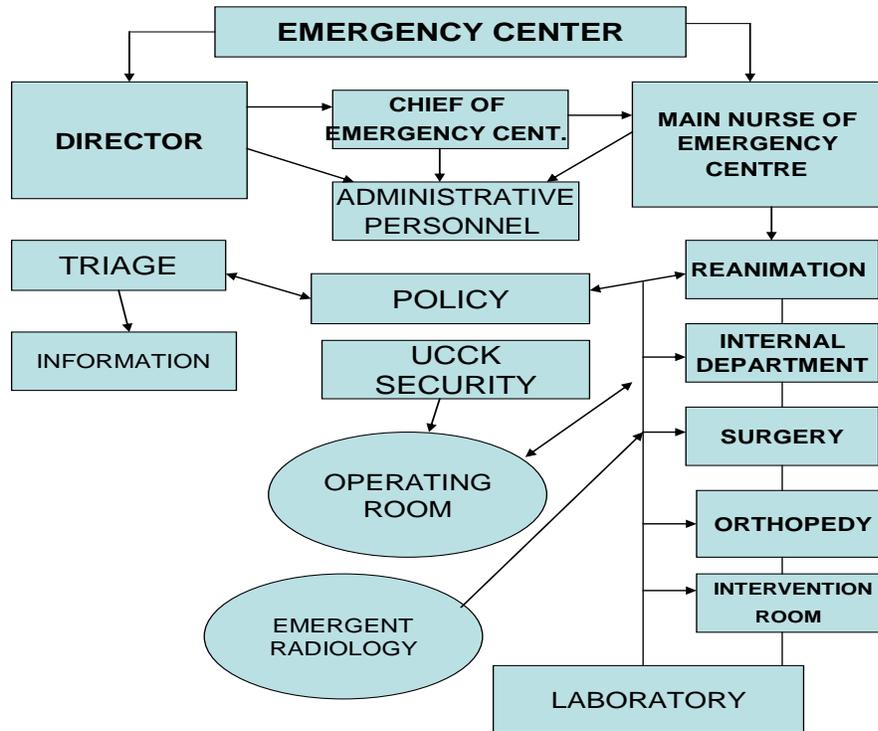 EMERGENCY CENTER
DIRECTOR
CHIEF OF
EMERGENCY CENT.
MAIN NURSE OF
EMERGENCY
CENTRE
ADMINISTRATIVE
PERSONNEL
TRIAGE
POLICY
REANIMATION
INFORMATION
UCCK
SECURITY
INTERNAL
DEPARTMENT
SURGERY
OPERATING
ROOM
ORTHOPEDY
INTERVENTION
ROOM
EMERGENT
RADIOLOGY
LABORATORY